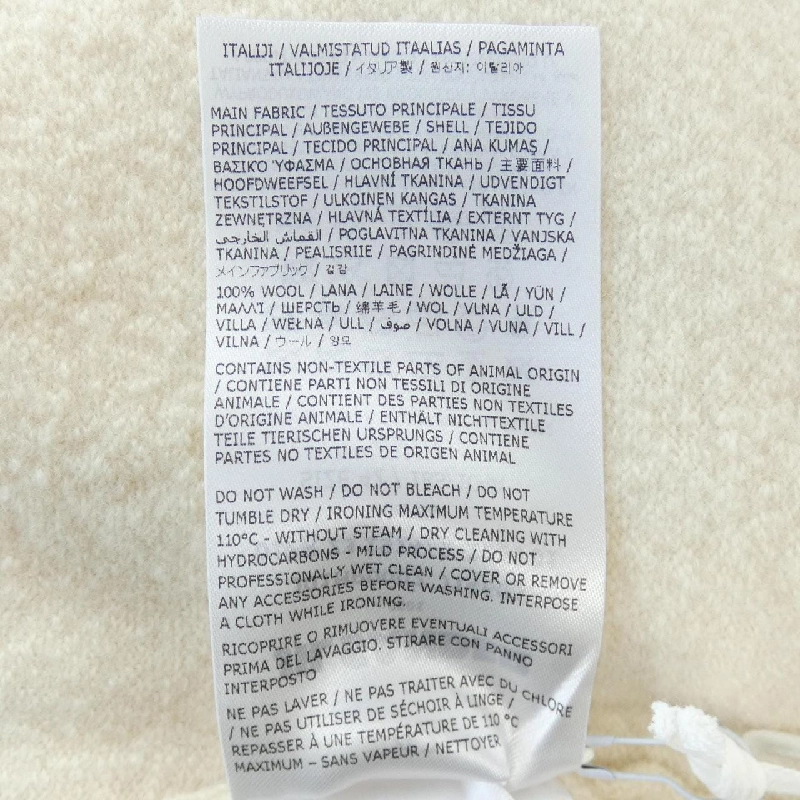 ITALIJI / VALMISTATUD ITAALIAS / PAGAMINTA
ITALIJOJE / イタリア製 / 원산지: 이탈리아
MAIN FABRIC / TESSUTO PRINCIPALE / TISSU
PRINCIPAL / AUßENGEWEBE / SHELL / TEJIDO
PRINCIPAL / TECIDO PRINCIPAL / ANA KUMAŞ /
ΒΑΣΙΚΌ ΎΦΑΣΜΑ / ОСНОВНАЯ ТКАНЬ / 主要面料 /
HOOFDWEEFSEL / HLAVNÍ TKANINA / UDVENDIGT
TEKSTILSTOF / ULKOINEN KANGAS / TKANINA
ZEWNĘTRZNA / HLAVNÁ TEXTÍLIA / EXTERNT TYG /
القماش الخارجي / POGLAVITNA TKANINA / VANJSKA
TKANINA / PEALISRIIE / PAGRINDINĖ MEDŽIAGA /
メインファブリック / 겉감
100% WOOL / LANA / LAINE / WOLLE / LÃ / YÜN /
ΜΑΛΛΊ / ШЕРСТЬ / 绵羊毛 / WOL / VLNA / ULD /
VILLA / WEŁNA / ULL / صوف / VOLNA / VUNA / VILL /
VILNA / ウール / 양모
CONTAINS NON-TEXTILE PARTS OF ANIMAL ORIGIN
/ CONTIENE PARTI NON TESSILI DI ORIGINE
ANIMALE / CONTIENT DES PARTIES NON TEXTILES
D'ORIGINE ANIMALE / ENTHÄLT NICHTTEXTILE
TEILE TIERISCHEN URSPRUNGS / CONTIENE
PARTES NO TEXTILES DE ORIGEN ANIMAL
DO NOT WASH / DO NOT BLEACH / DO NOT
TUMBLE DRY / IRONING MAXIMUM TEMPERATURE
110°C - WITHOUT STEAM / DRY CLEANING WITH
HYDROCARBONS - MILD PROCESS / DO NOT
PROFESSIONALLY WET CLEAN / COVER OR REMOVE
ANY ACCESSORIES BEFORE WASHING. INTERPOSE
A CLOTH WHILE IRONING.
RICOPRIRE O RIMUOVERE EVENTUALI ACCESSORI
PRIMA DEL LAVAGGIO. STIRARE CON PANNO
INTERPOSTO
NE PAS LAVER / NE PAS TRAITER AVEC DU CHLORE
/ NE PAS UTILISER DE SÉCHOIR À LINGE /
REPASSER À UNE TEMPÉRATURE DE 110 °C
MAXIMUM – SANS VAPEUR / NETTOYER